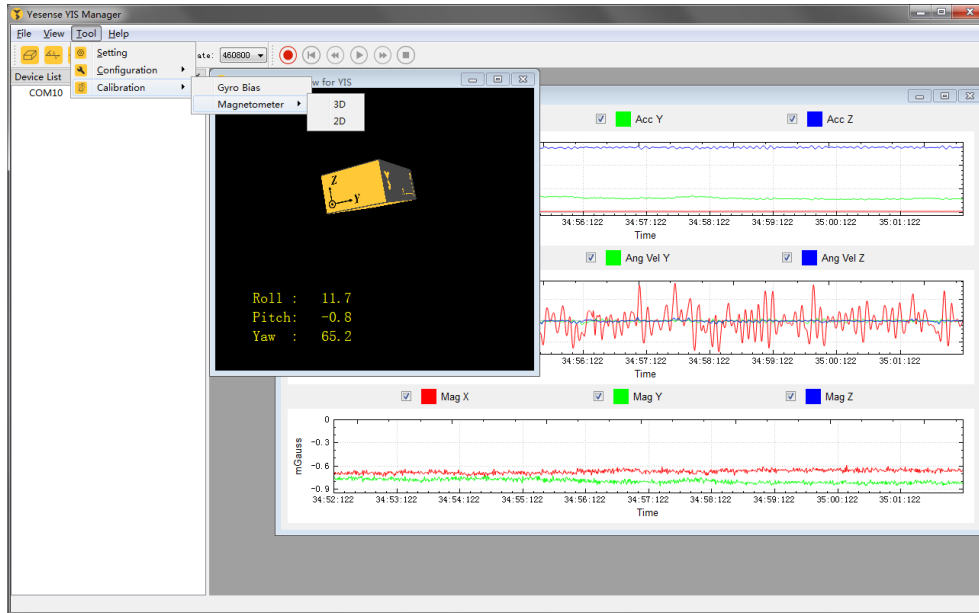 Yesense YIS Manager
File View Tool Help
Setting
Configuration
Calibration
Gyro Bias
Magnetometer
3D
2D
ate: 460800
Device List
COM10
w for YIS
Z
Y
Roll : 11.7
Pitch: -0.8
Yaw : 65.2
Acc Y Acc Z
34:56:122 34:57:122 34:58:122 34:59:122 35:00:122 35:01:122
Time
Ang Vel Y Ang Vel Z
34:56:122 34:57:122 34:58:122 34:59:122 35:00:122 35:01:122
Time
Mag X Mag Y Mag Z
mGauss
0
-0.3
-0.6
-0.9
34:52:122 34:53:122 34:54:122 34:55:122 34:56:122 34:57:122 34:58:122 34:59:122 35:00:122 35:01:122
Time